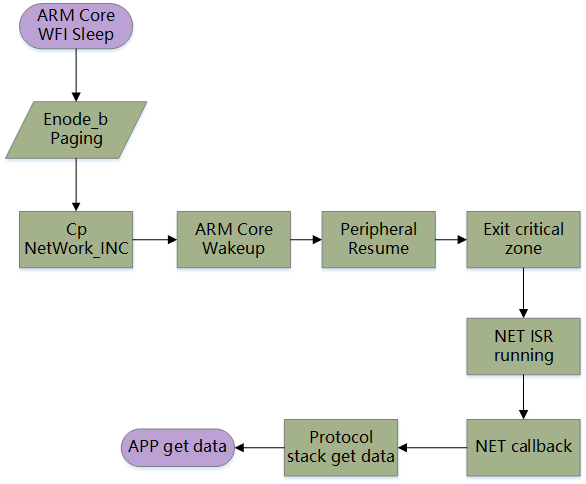 ARM Core
WFI Sleep
Enode_b
Paging
Cp
NetWork_INC
ARM Core
Wakeup
Peripheral
Resume
Exit critical
zone
NET ISR
running
NET callback
Protocol
stack get data
APP get data